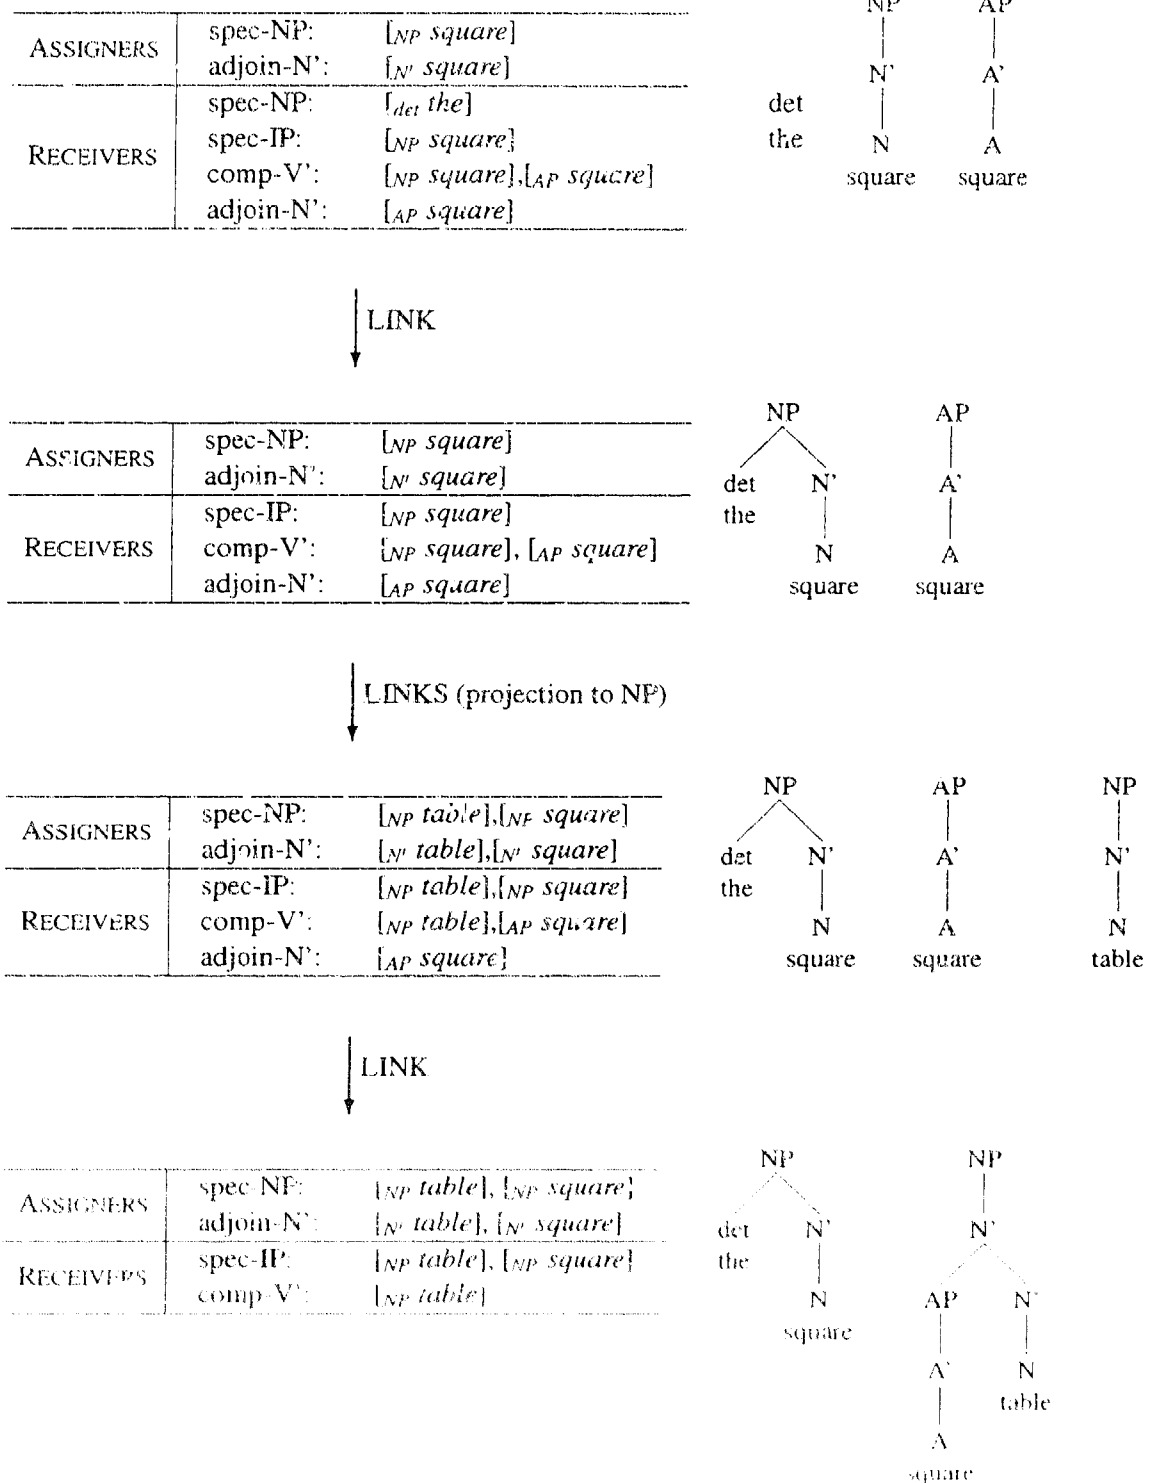 NP AP
ASSIGNERS spec-NP: [NP square]
adjoin-N': [N' square]
N' A'
RECEIVERS spec-NP: [det the]
spec-IP: [NP square]
comp-V': [NP square],[AP square]
adjoin-N': [AP square]
det
the N A
square square
LINK
NP AP
ASSIGNERS spec-NP: [NP square]
adjoin-N': [N' square]
det N' A'
the
RECEIVERS spec-IP: [NP square]
comp-V': [NP square], [AP square]
adjoin-N': [AP square]
N A
square square
LINKS (projection to NP)
NP AP NP
ASSIGNERS spec-NP: [NP table],[NP square]
adjoin-N': [N' table],[N' square]
det N' A' N'
the
RECEIVERS spec-IP: [NP table],[NP square]
comp-V': [NP table],[AP square]
adjoin-N': [AP square]
N A N
square square table
LINK
NP NP
ASSIGNERS spec-NP: [NP table], [NP square]
adjoin-N': [N' table], [N' square]
det N' N'
the
RECEIVERS spec-IP: [NP table], [NP square]
comp-V': [NP table]
N AP N'
square
A' N
table
A
square